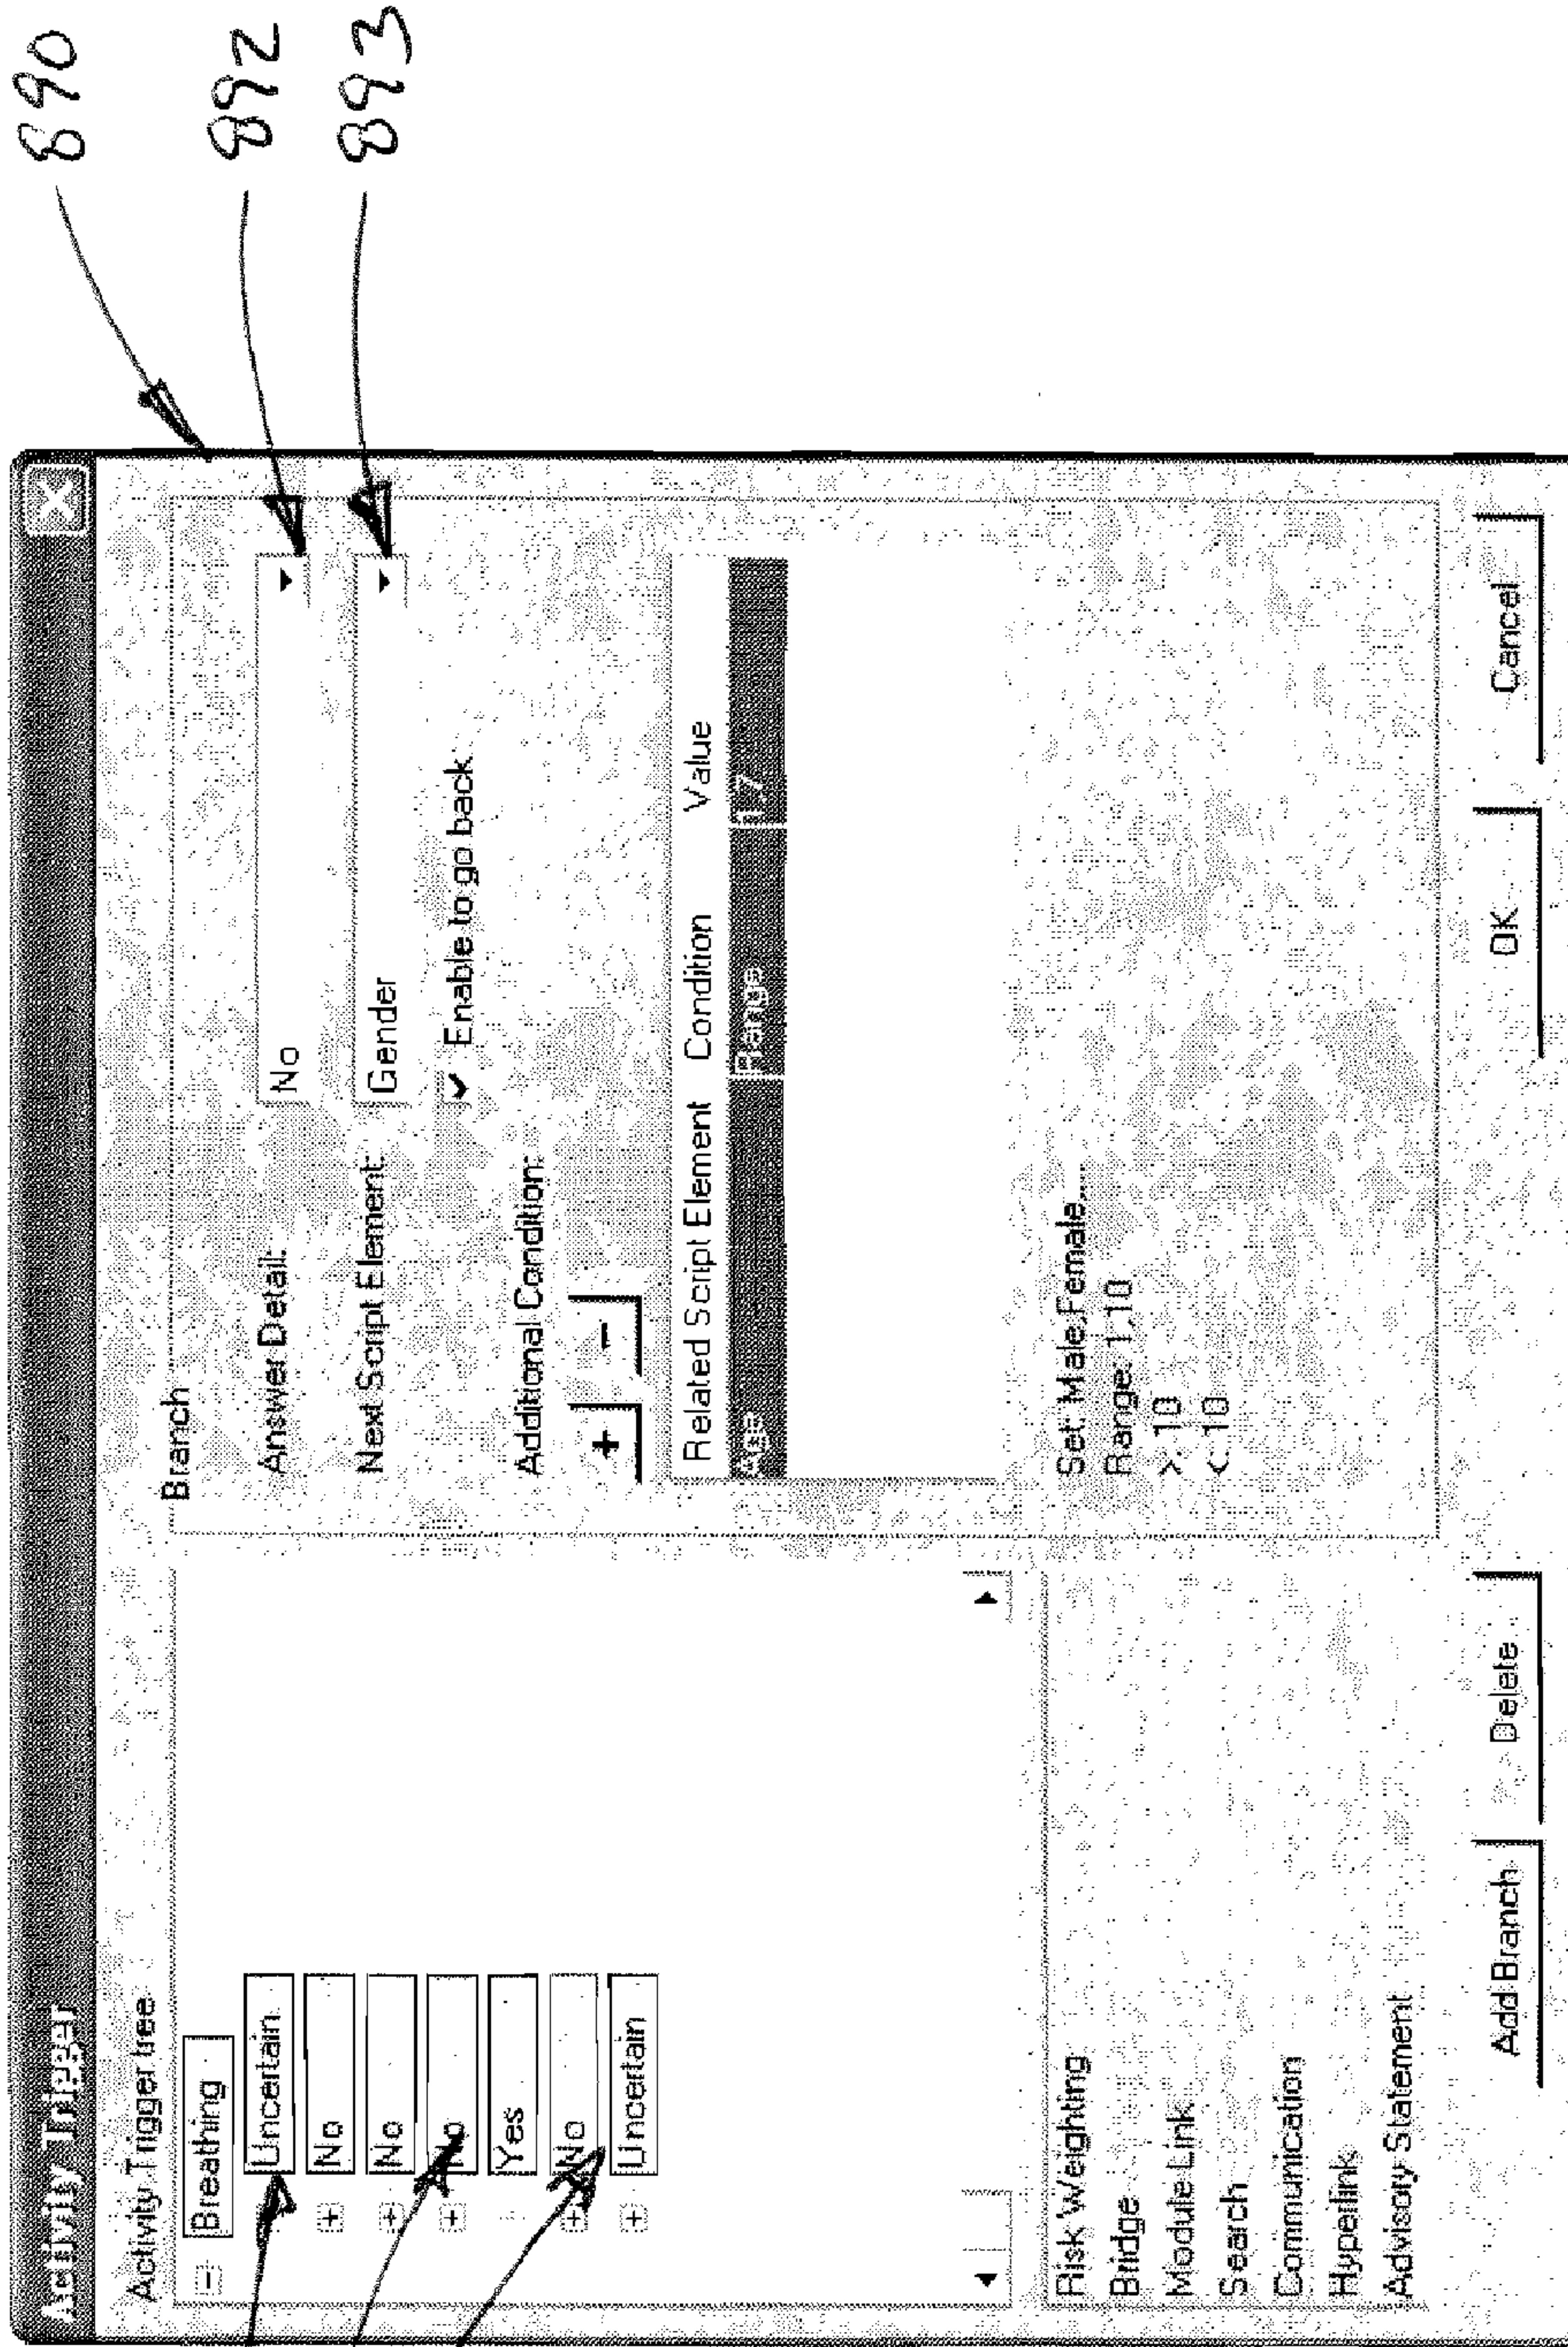 Activity Trigger
890
Activity Trigger tree
Breathing
Uncertain
No
No
No
Yes
No
Uncertain
Risk Weighting
Bridge
Module Link
Search
Communication
Hypelink
Advisory Statement
Add Branch
Delete
Branch
Answer Detail:
No
892
Next Script Element:
Gender
893
Enable to go back
Additional Condition:
+ -
Related Script Element Condition Value
Age Range 1,7
Set: Male,Female,...
Range: 1,10
>: 10
<: 10
OK
Cancel